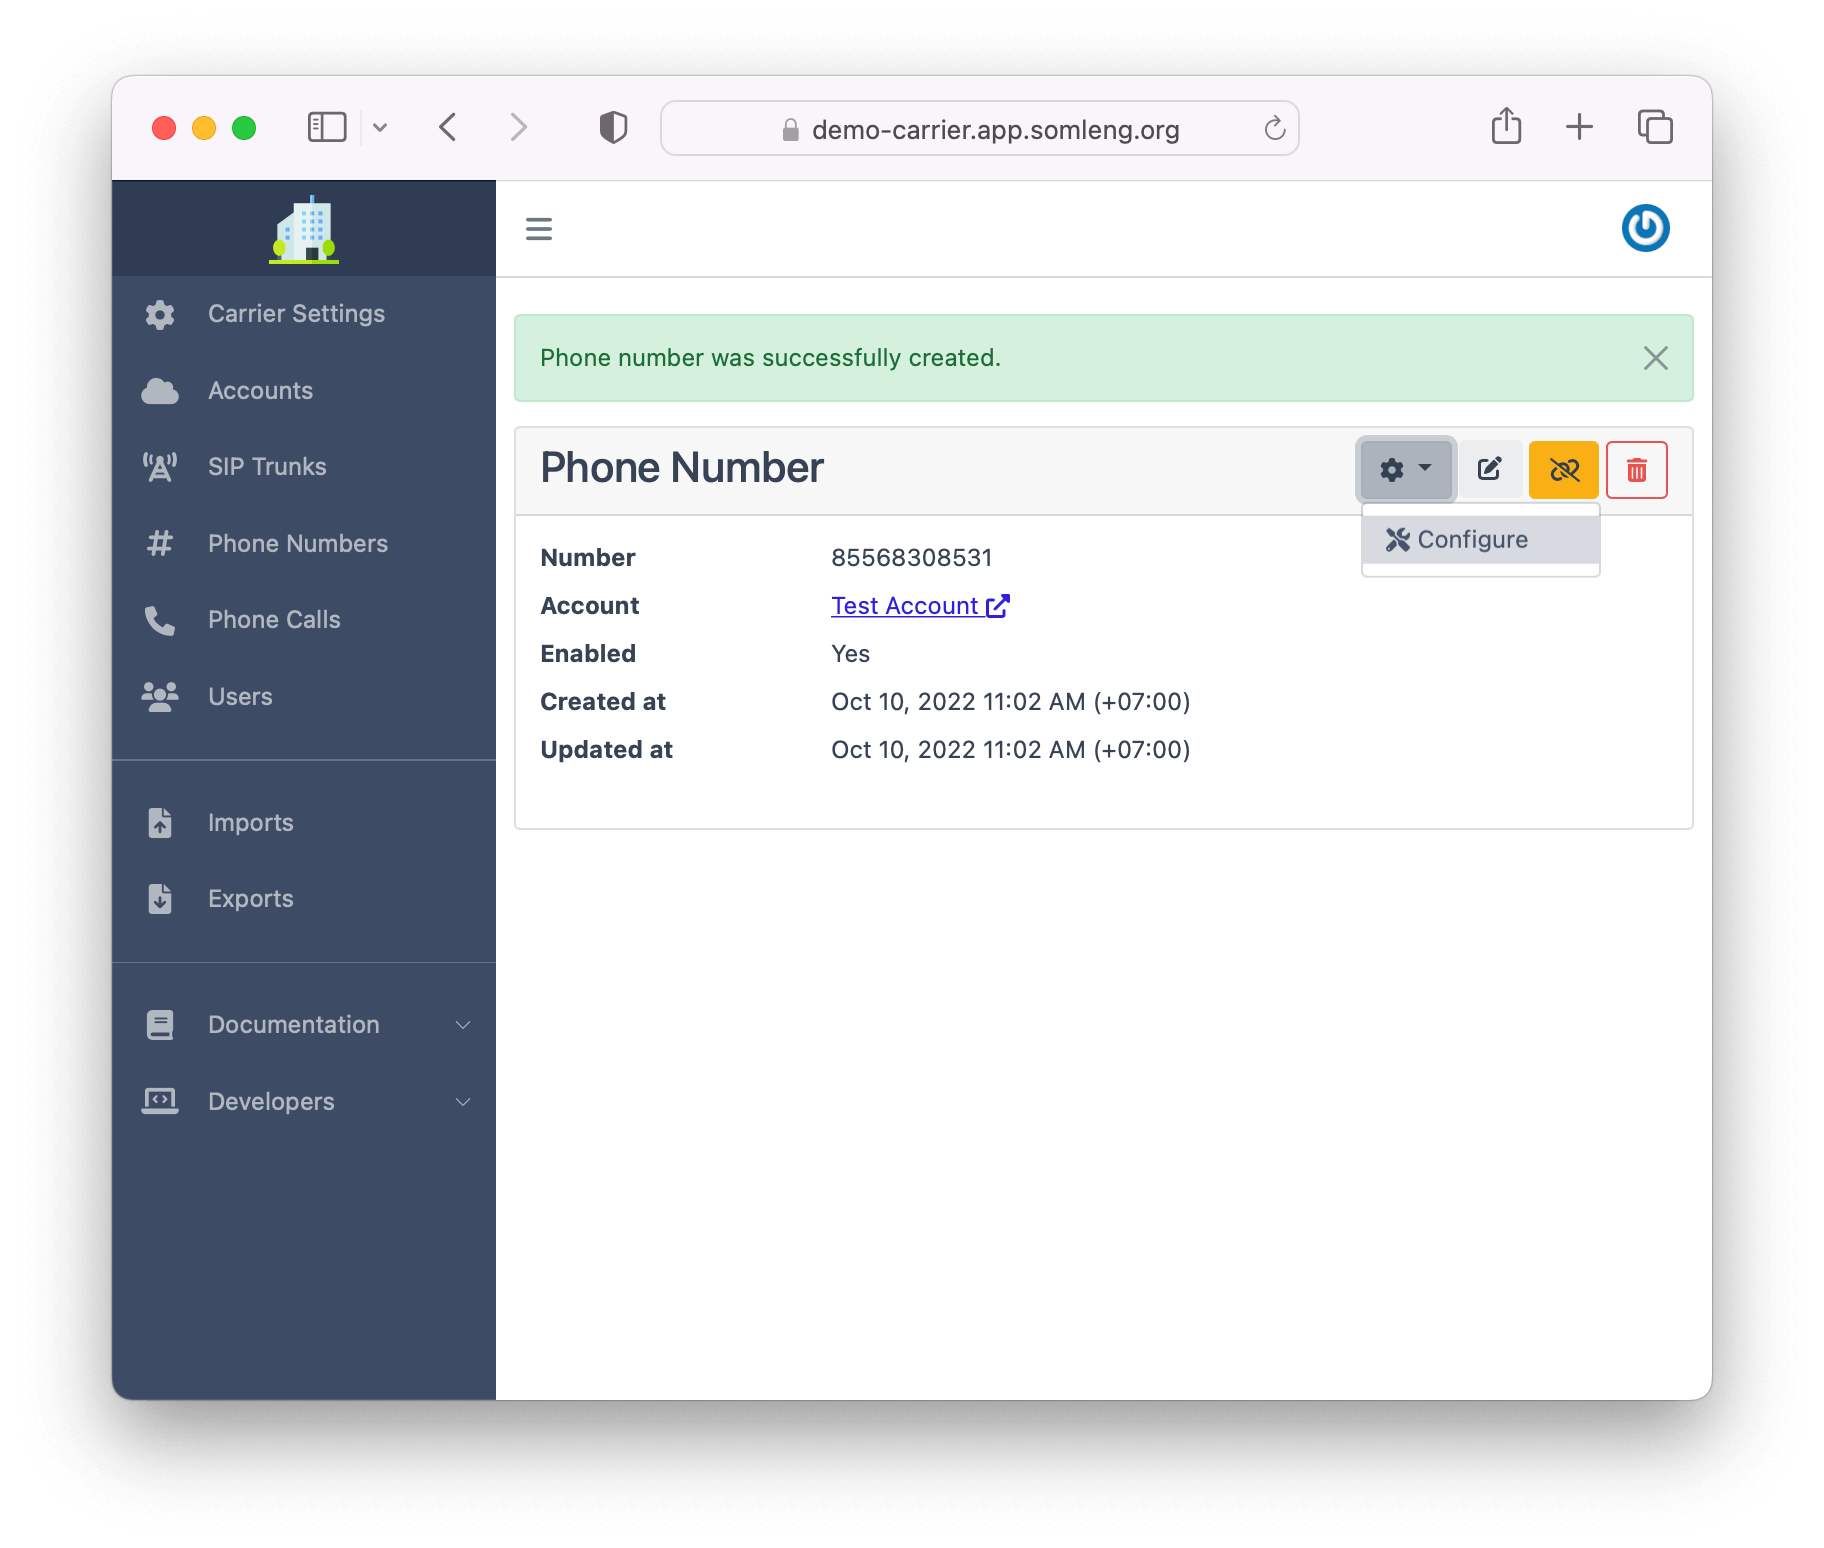 demo-carrier.app.somleng.org
Carrier Settings
Accounts
SIP Trunks
Phone Numbers
Phone Calls
Users
Imports
Exports
Documentation
Developers
Phone number was successfully created.
Phone Number
Configure
Number 85568308531
Account Test Account
Enabled Yes
Created at Oct 10, 2022 11:02 AM (+07:00)
Updated at Oct 10, 2022 11:02 AM (+07:00)